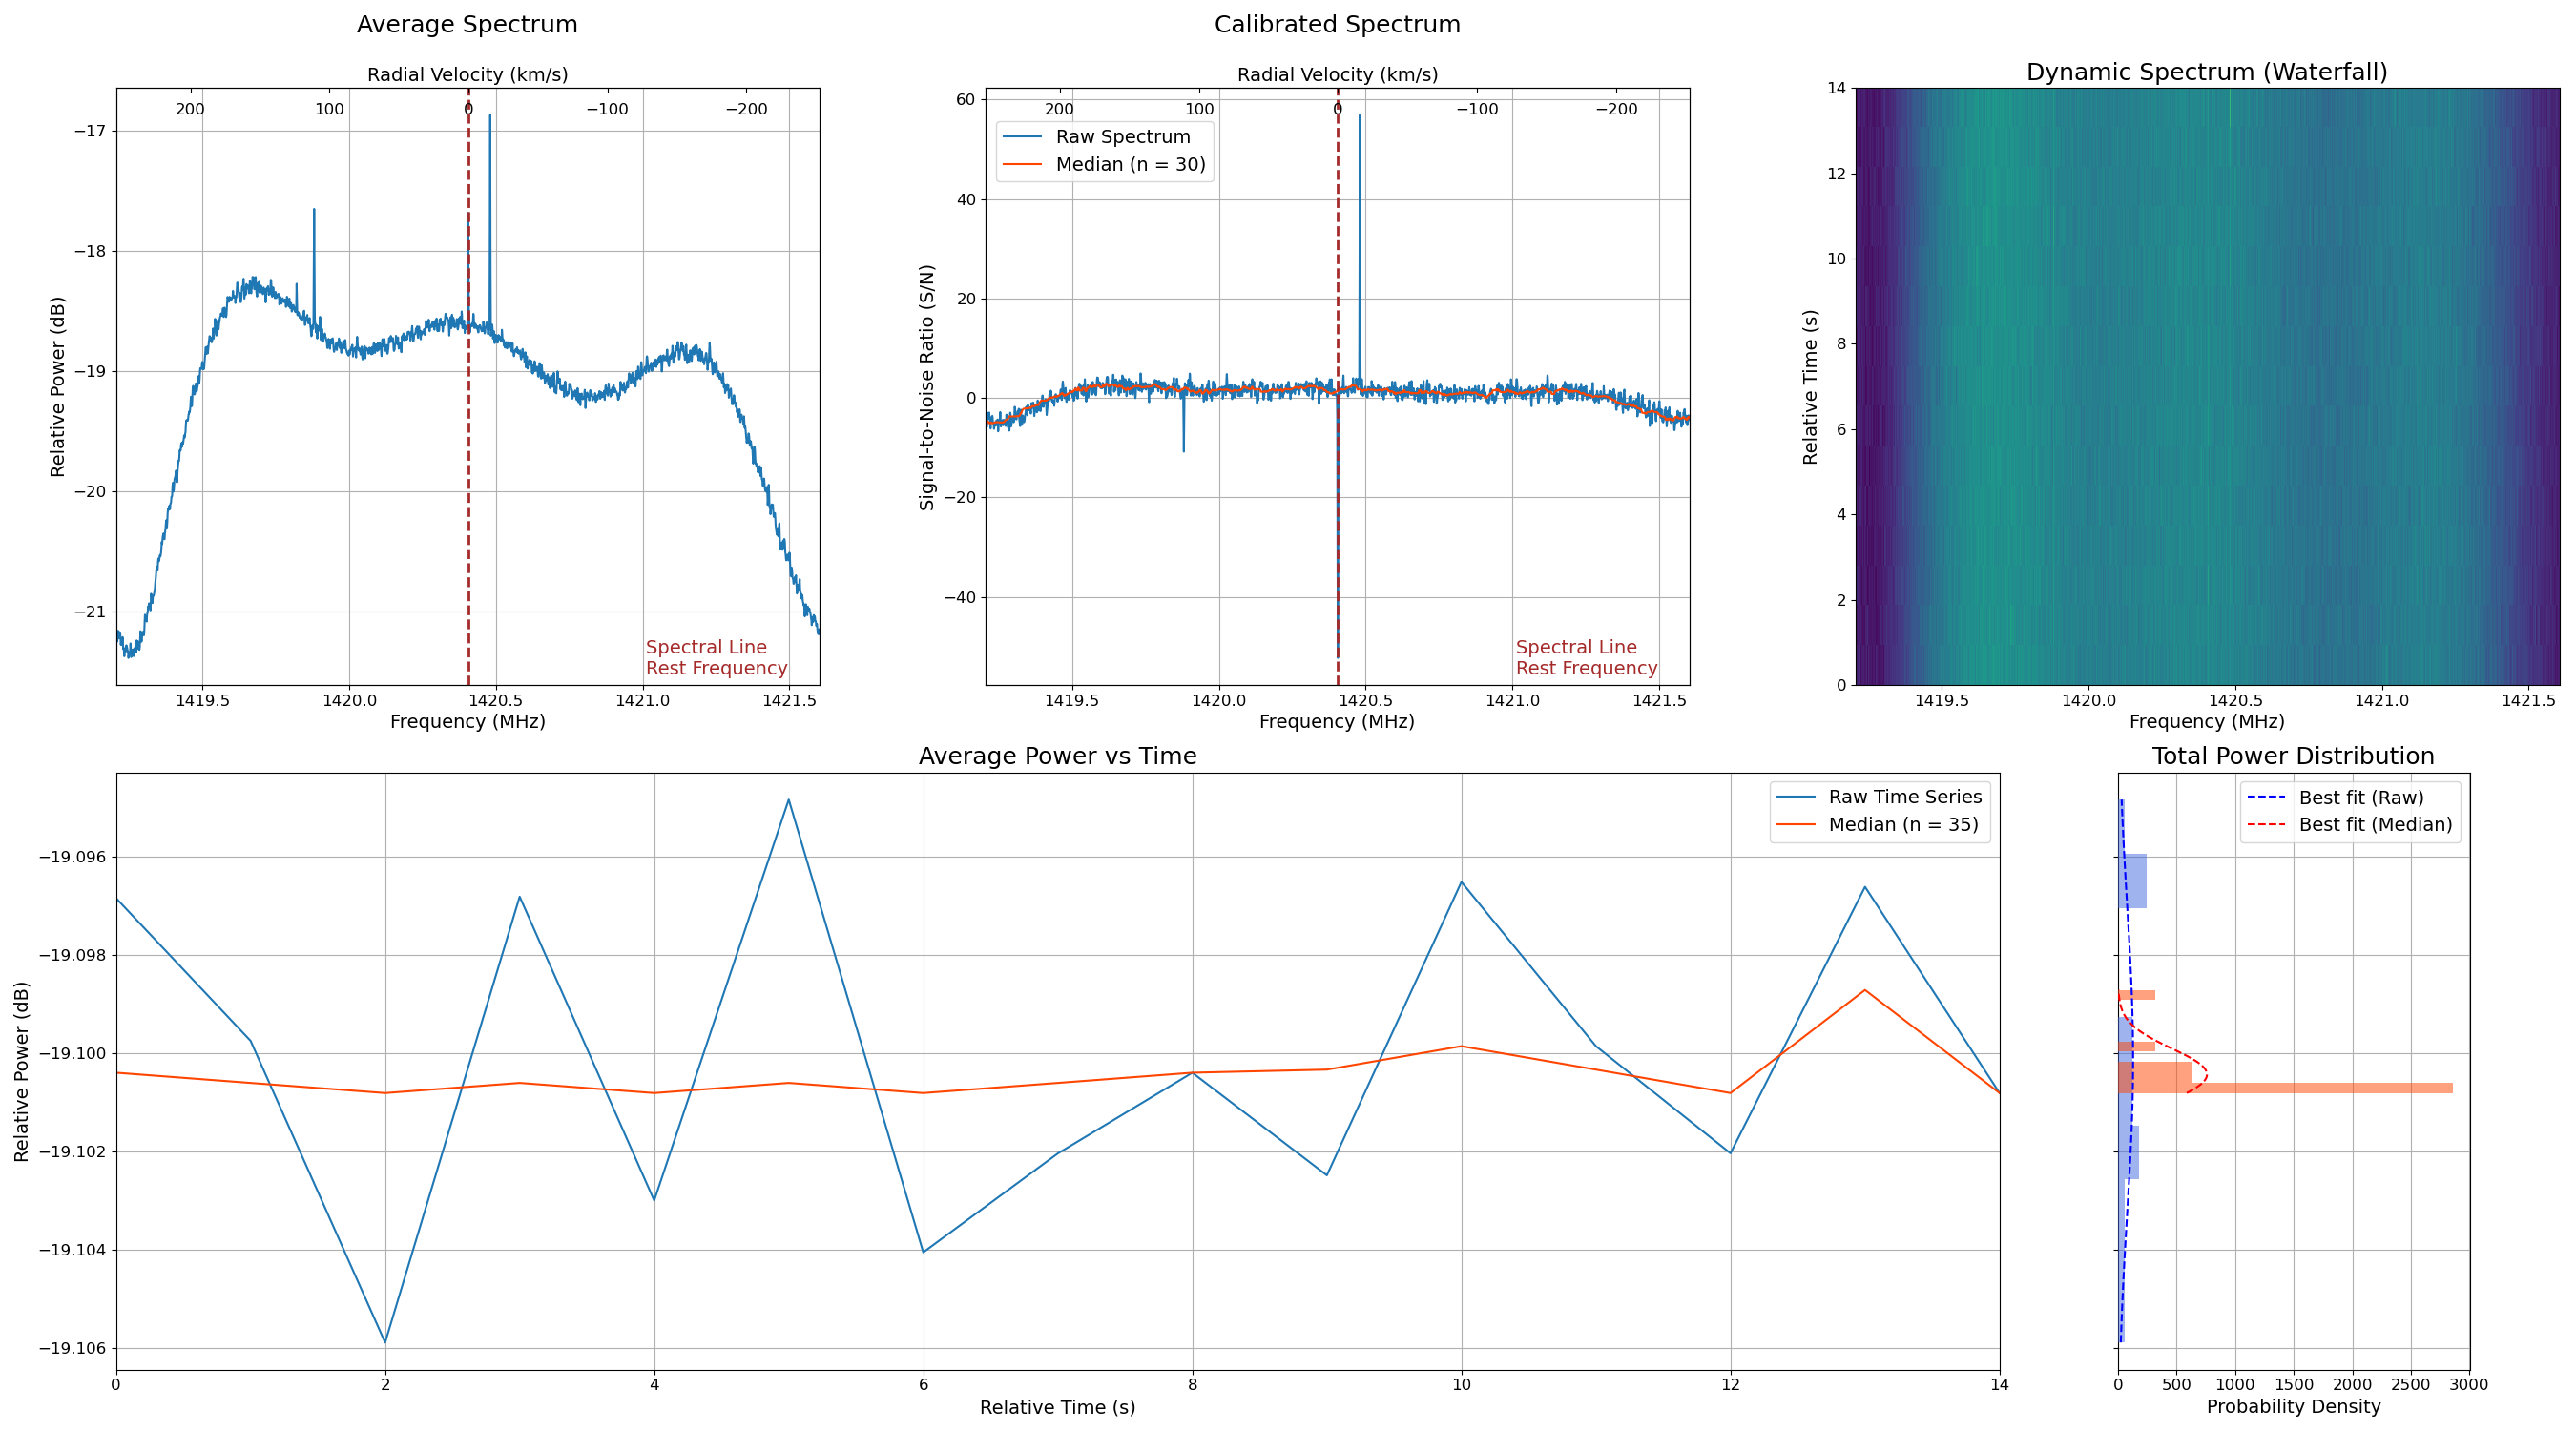 Average Spectrum
Radial Velocity (km/s)
200 100 0 −100 −200
−17
−18
−19
−20
−21
Relative Power (dB)
Spectral Line
Rest Frequency
1419.5 1420.0 1420.5 1421.0 1421.5
Frequency (MHz)
Calibrated Spectrum
Radial Velocity (km/s)
200 100 0 −100 −200
Raw Spectrum
Median (n = 30)
60
40
20
0
−20
−40
Signal-to-Noise Ratio (S/N)
Spectral Line
Rest Frequency
1419.5 1420.0 1420.5 1421.0 1421.5
Frequency (MHz)
Dynamic Spectrum (Waterfall)
14
12
10
8
6
4
2
0
Relative Time (s)
1419.5 1420.0 1420.5 1421.0 1421.5
Frequency (MHz)
Average Power vs Time
Raw Time Series
Median (n = 35)
−19.096
−19.098
−19.100
−19.102
−19.104
−19.106
Relative Power (dB)
0 2 4 6 8 10 12 14
Relative Time (s)
Total Power Distribution
Best fit (Raw)
Best fit (Median)
0 500 1000 1500 2000 2500 3000
Probability Density